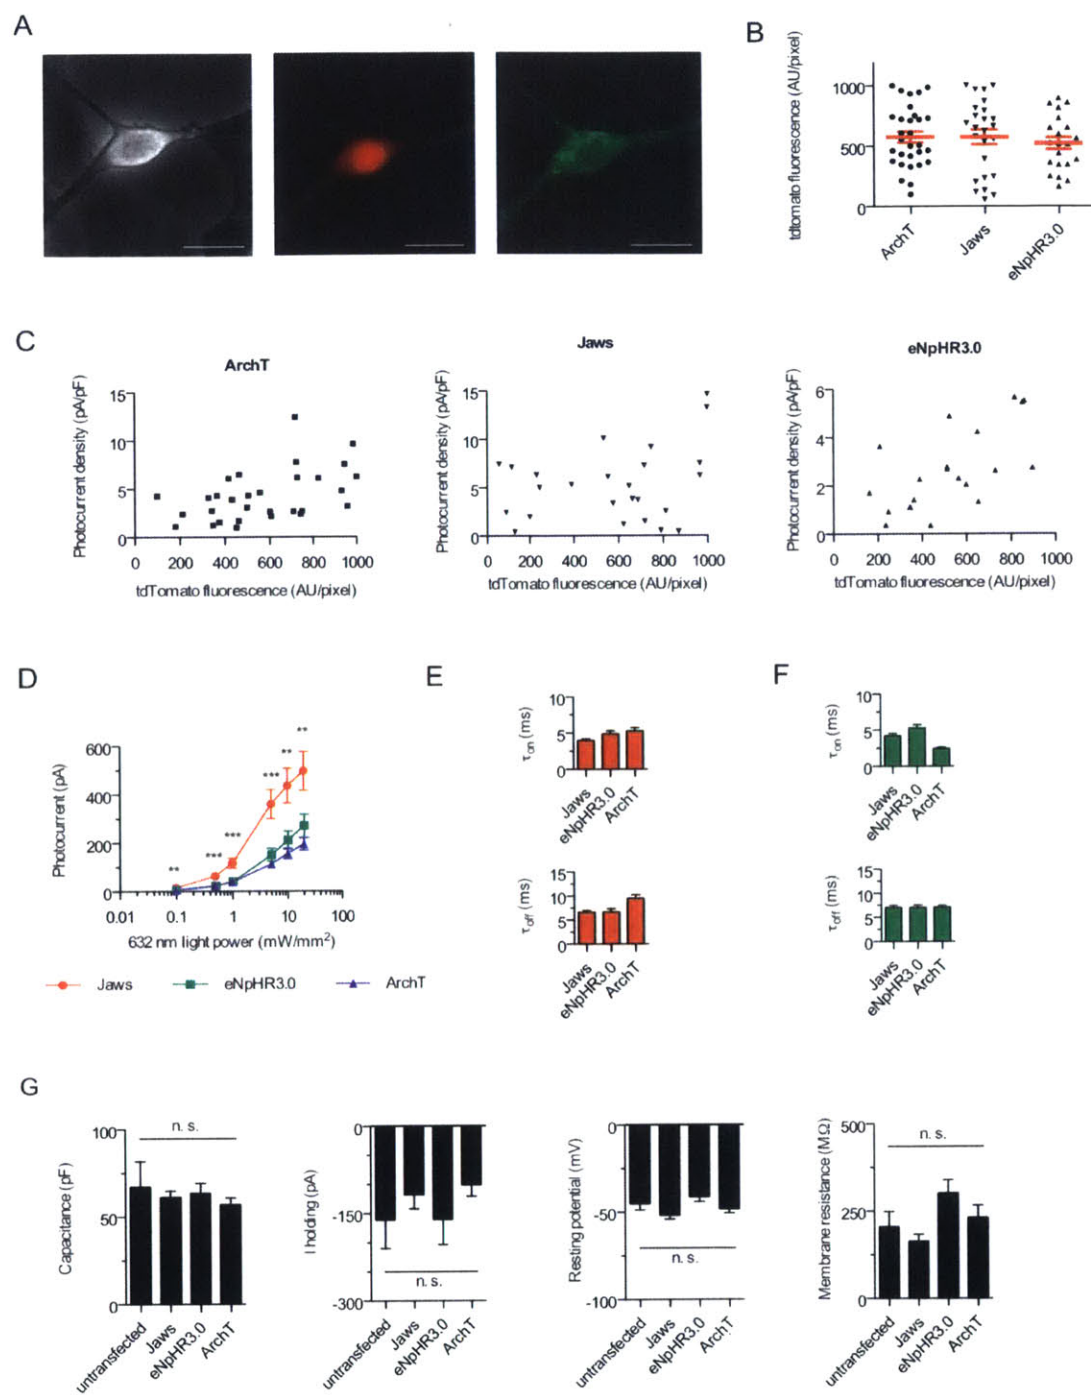 A
B
tdtomato fluorescence (AU/pixel)
1000
500
0
ArchT
Jaws
eNpHR3.0
C
ArchT
Photocurrent density (pA/pF)
15
10
5
0
0 200 400 600 800 1000
tdTomato fluorescence (AU/pixel)
Jaws
Photocurrent density (pA/pF)
15
10
5
0
0 200 400 600 800 1000
tdTomato fluorescence (AU/pixel)
eNpHR3.0
Photocurrent density (pA/pF)
6
4
2
0
0 200 400 600 800 1000
tdTomato fluorescence (AU/pixel)
D
Photocurrent (pA)
600
400
200
0
** *** *** *** ** **
0.01 0.1 1 10 100
632 nm light power (mW/mm²)
Jaws eNpHR3.0 ArchT
E
τon (ms)
10
5
0
Jaws
eNpHR3.0
ArchT
τoff (ms)
15
10
5
0
Jaws
eNpHR3.0
ArchT
F
τon (ms)
10
5
0
Jaws
eNpHR3.0
ArchT
τoff (ms)
15
10
5
0
Jaws
eNpHR3.0
ArchT
G
Capacitance (pF)
100
50
0
n. s.
untransfected
Jaws
eNpHR3.0
ArchT
I holding (pA)
0
-150
-300
n. s.
untransfected
Jaws
eNpHR3.0
ArchT
Resting potential (mV)
0
-50
-100
n. s.
untransfected
Jaws
eNpHR3.0
ArchT
Membrane resistance (MΩ)
500
250
0
n. s.
untransfected
Jaws
eNpHR3.0
ArchT